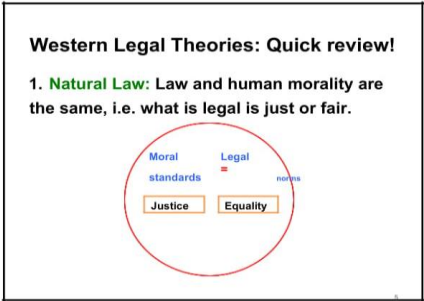 Western Legal Theories: Quick review!
1. Natural Law: Law and human morality are
the same, i.e. what is legal is just or fair.
Moral Legal
=
standards norms
Justice Equality